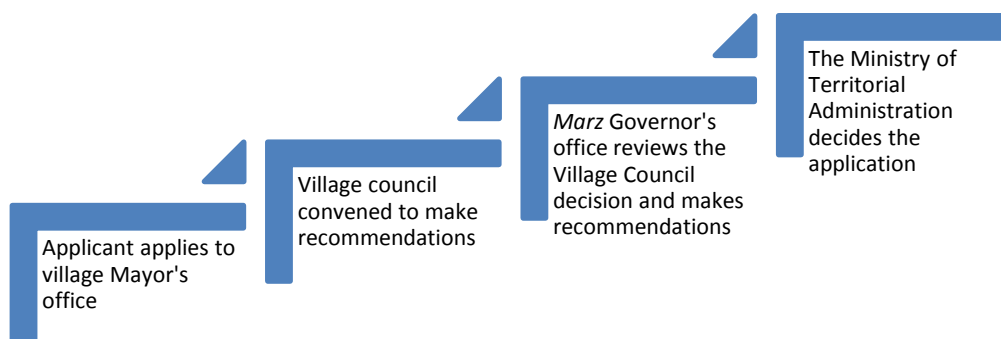 Applicant applies to
village Mayor's
office
Village council
convened to make
recommendations
Marz Governor's
office reviews the
Village Council
decision and makes
recommendations
The Ministry of
Territorial
Administration
decides the
application